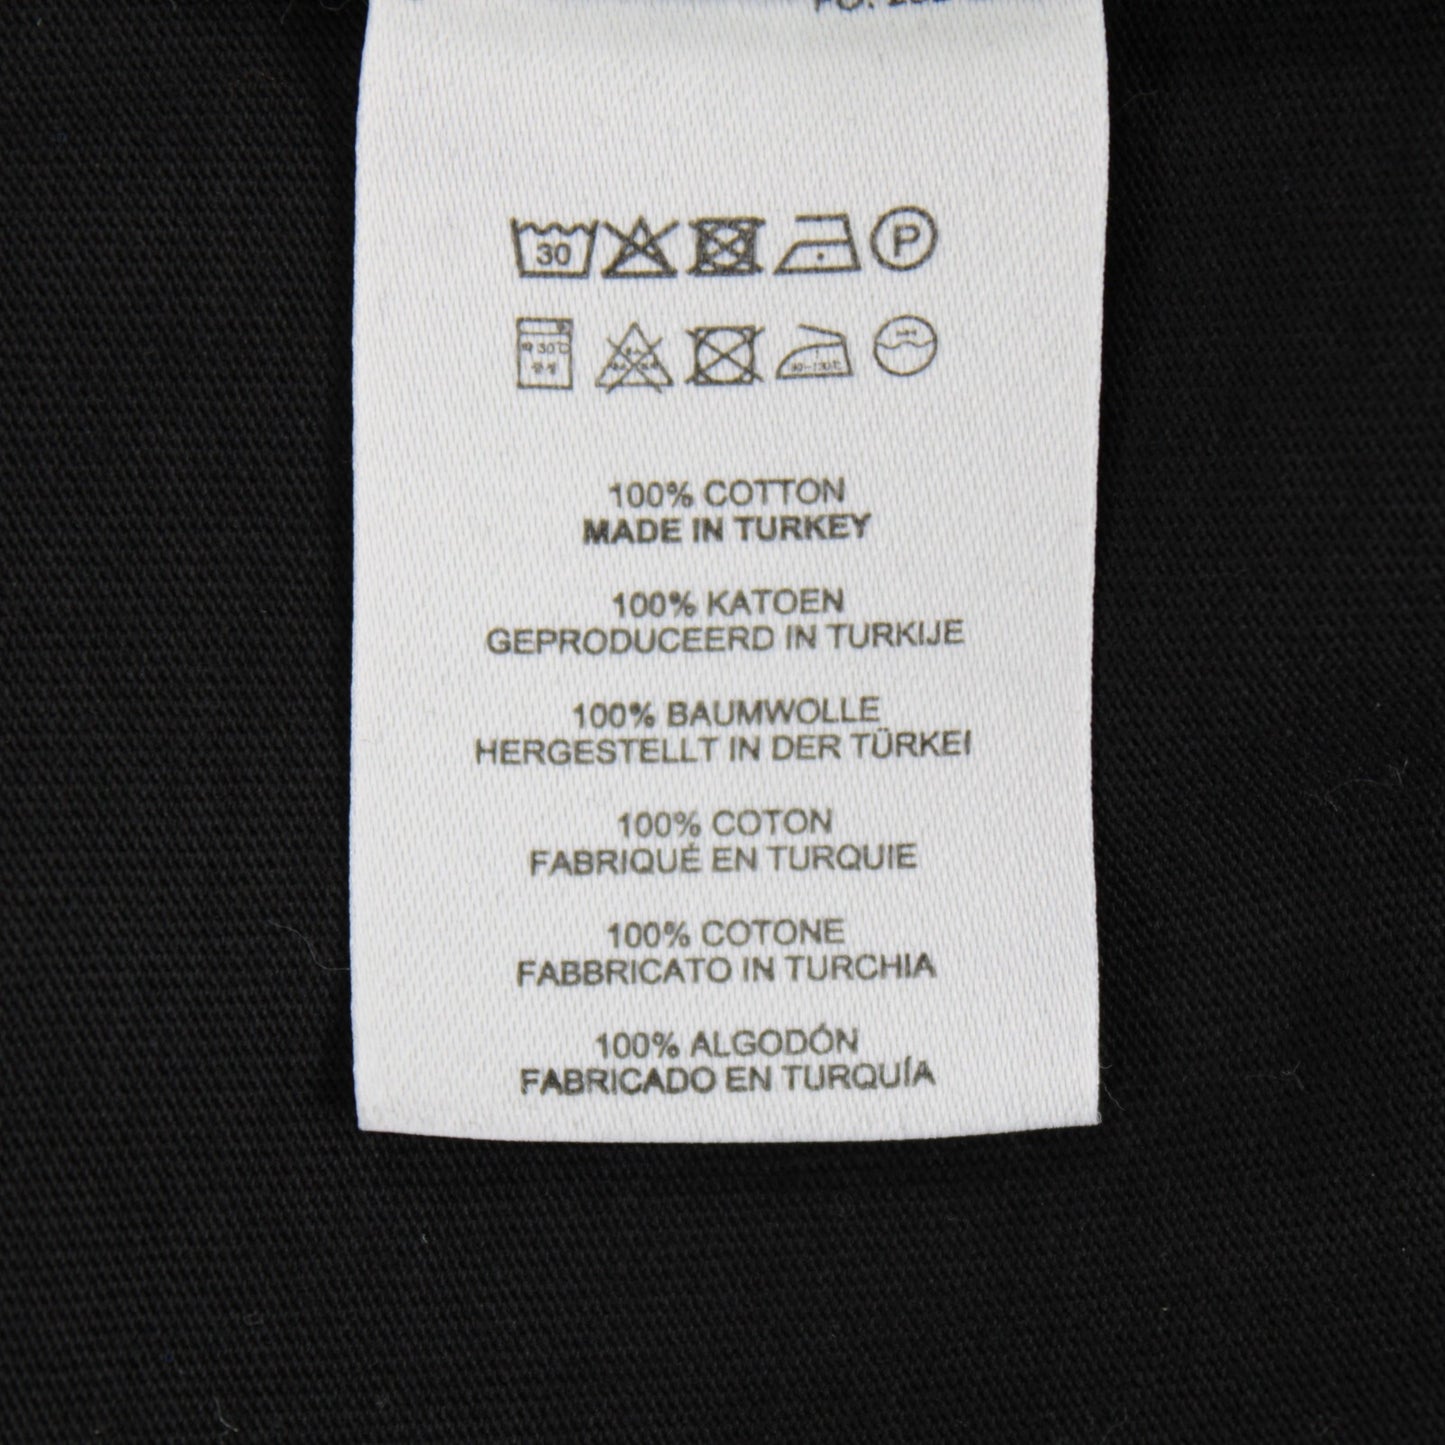 30 P
30
100% COTTON
MADE IN TURKEY
100% KATOEN
GEPRODUCEERD IN TURKIJE
100% BAUMWOLLE
HERGESTELLT IN DER TÜRKEI
100% COTON
FABRIQUÉ EN TURQUIE
100% COTONE
FABBRICATO IN TURCHIA
100% ALGODÓN
FABRICADO EN TURQUÍA